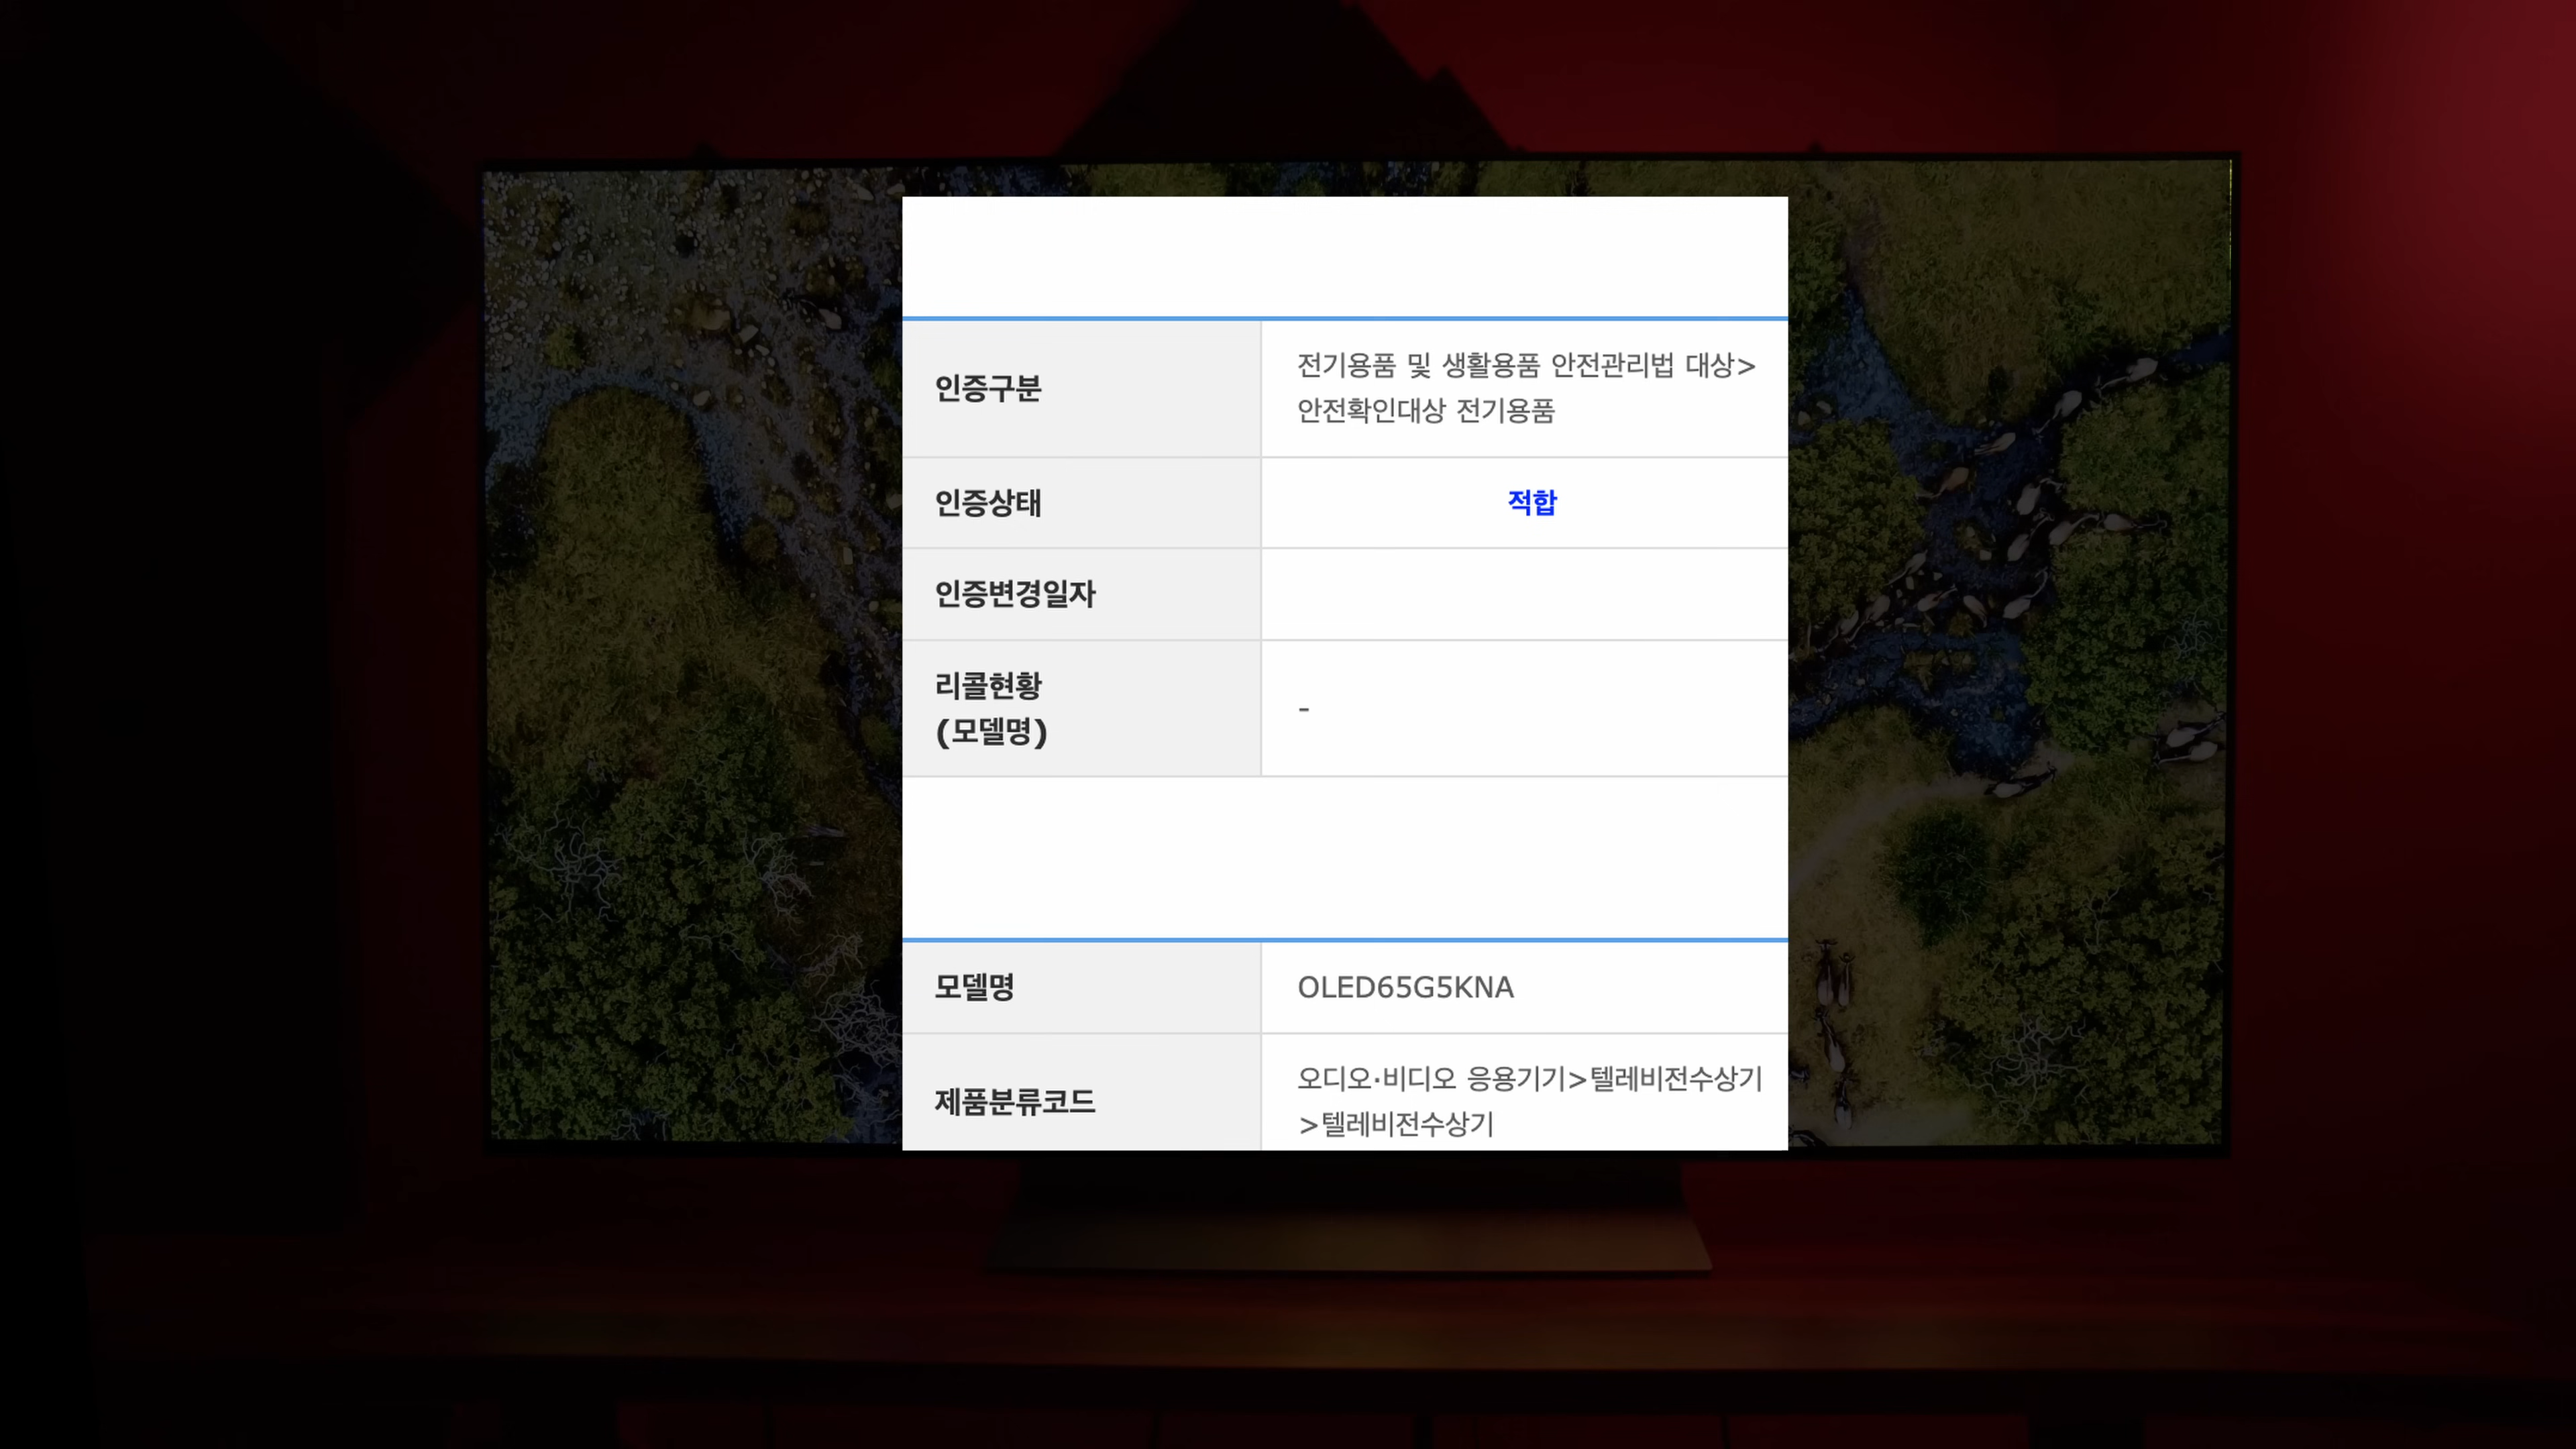 인증구분
전기용품 및 생활용품 안전관리법 대상>
안전확인대상 전기용품
인증상태
적합
인증변경일자
리콜현황
(모델명)
-
모델명
OLED65G5KNA
제품분류코드
오디오·비디오 응용기기>텔레비전수상기
>텔레비전수상기